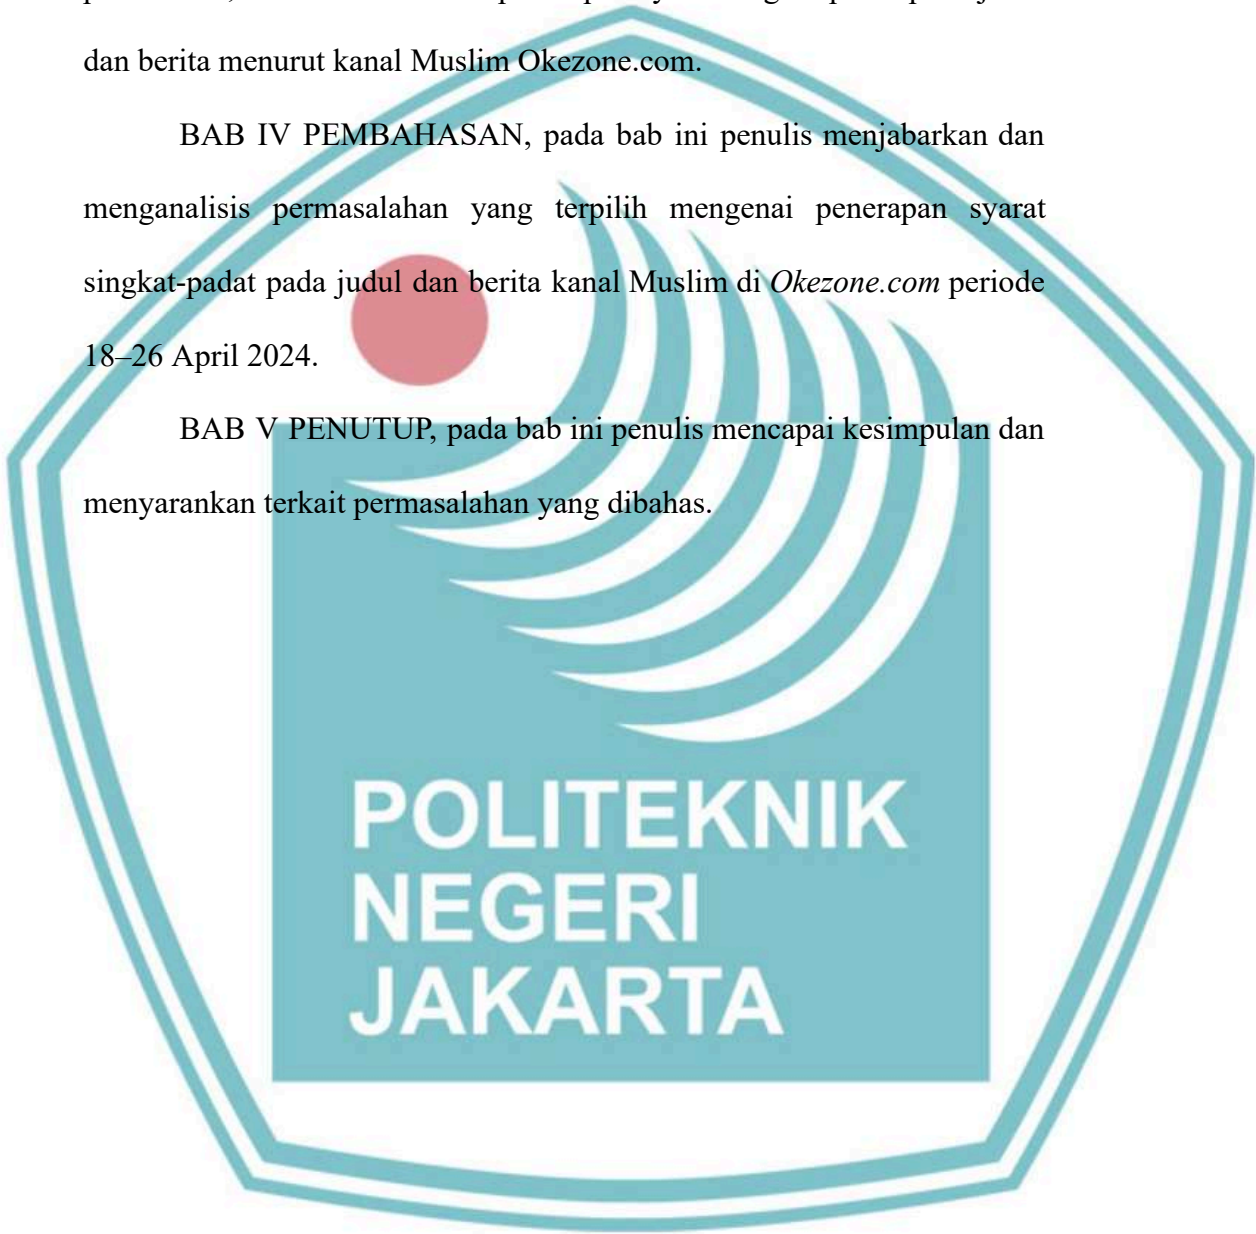 dan berita menurut kanal Muslim Okezone.com.
BAB IV PEMBAHASAN, pada bab ini penulis menjabarkan dan
menganalisis permasalahan yang terpilih mengenai penerapan syarat
singkat-padat pada judul dan berita kanal Muslim di Okezone.com periode
18–26 April 2024.
BAB V PENUTUP, pada bab ini penulis mencapai kesimpulan dan
menyarankan terkait permasalahan yang dibahas.
POLITEKNIK
NEGERI
JAKARTA